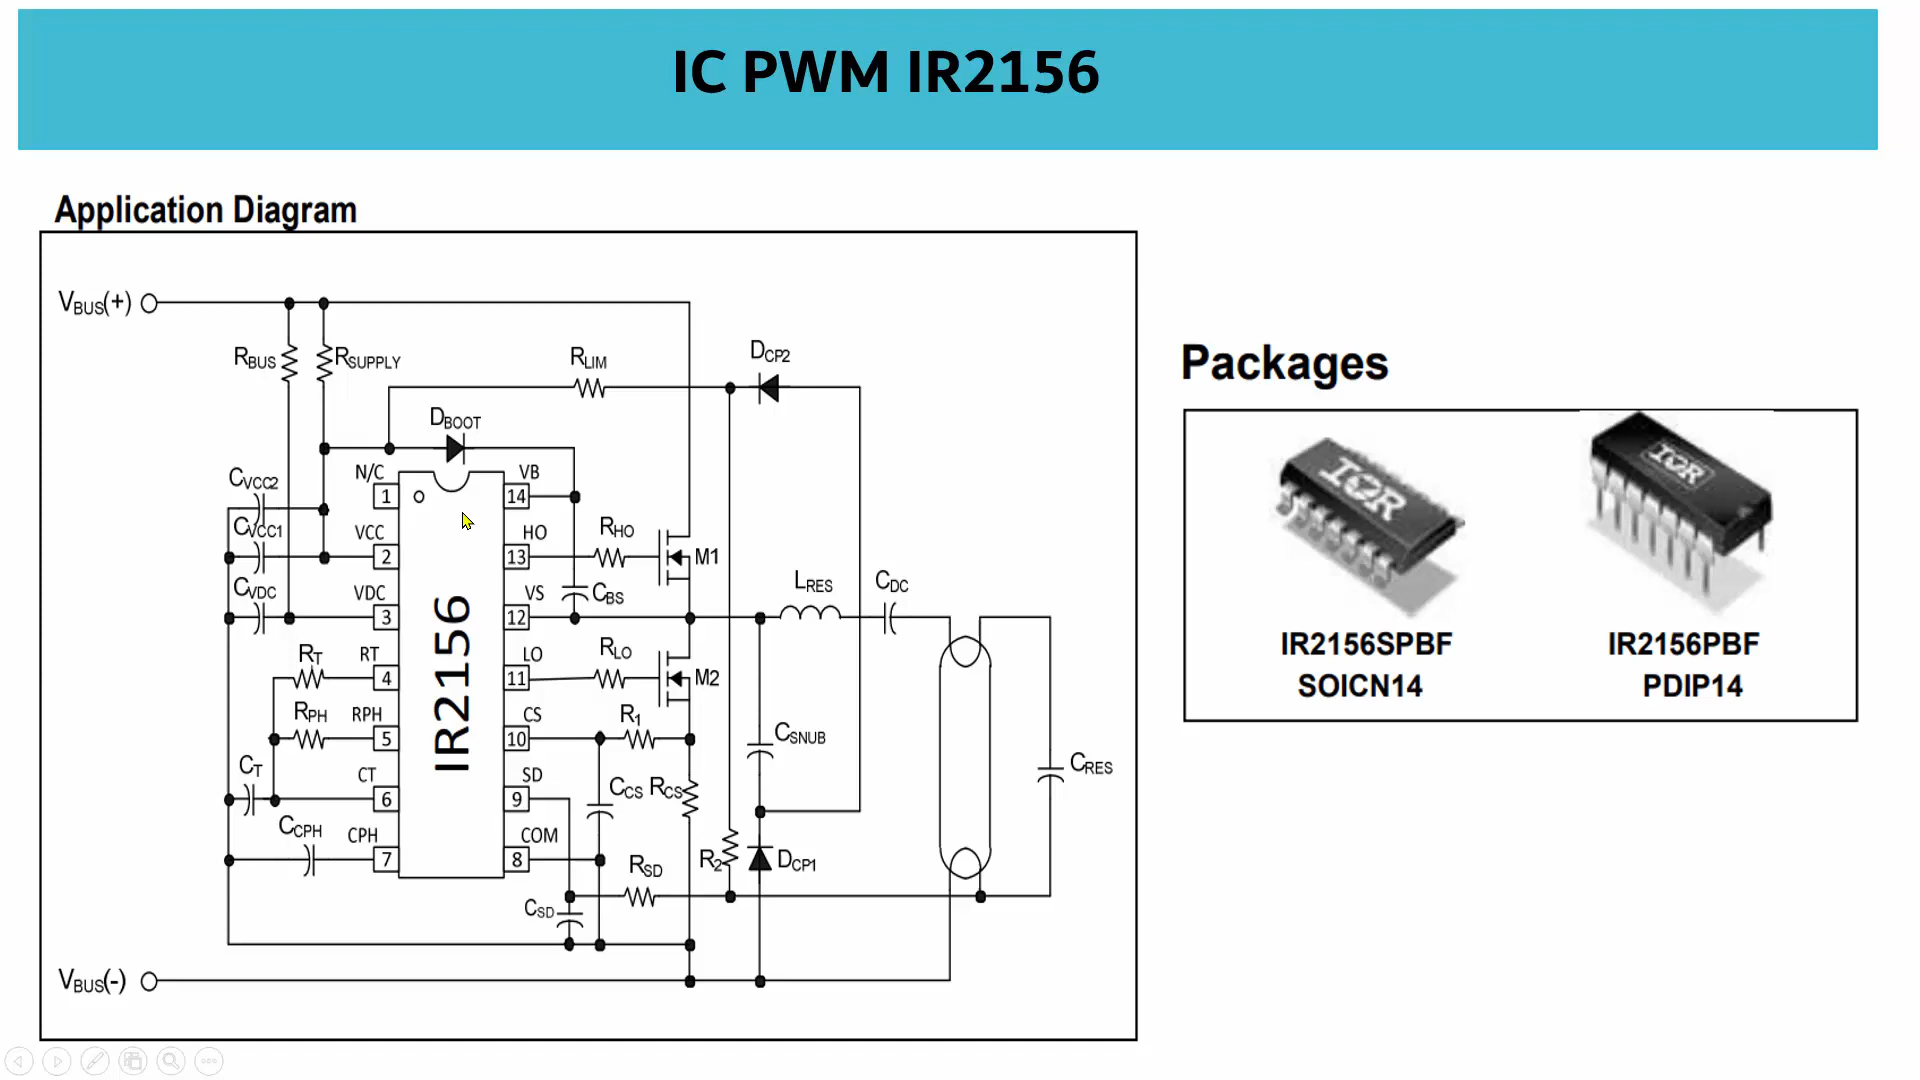 IC PWM IR2156
Application Diagram
VBUS(+)
RBUS
RSUPPLY
RLIM
DCP2
DBOOT
CVCC2
N/C
VB
1
14
CVCC1
VCC
HO
RHO
2
13
M1
CVDC
VDC
VS
CBS
LRES
CDC
3
12
RT
RT
LO
RLO
4
11
M2
RPH
RPH
CS
R1
5
10
CSNUB
IR2156
CT
CT
SD
CCS
RCS
CRES
6
9
CCPH
CPH
COM
7
8
RSD
R2
DCP1
CSD
VBUS(-)
Packages
IOR
IOR
IR2156SPBF
SOICN14
IR2156PBF
PDIP14